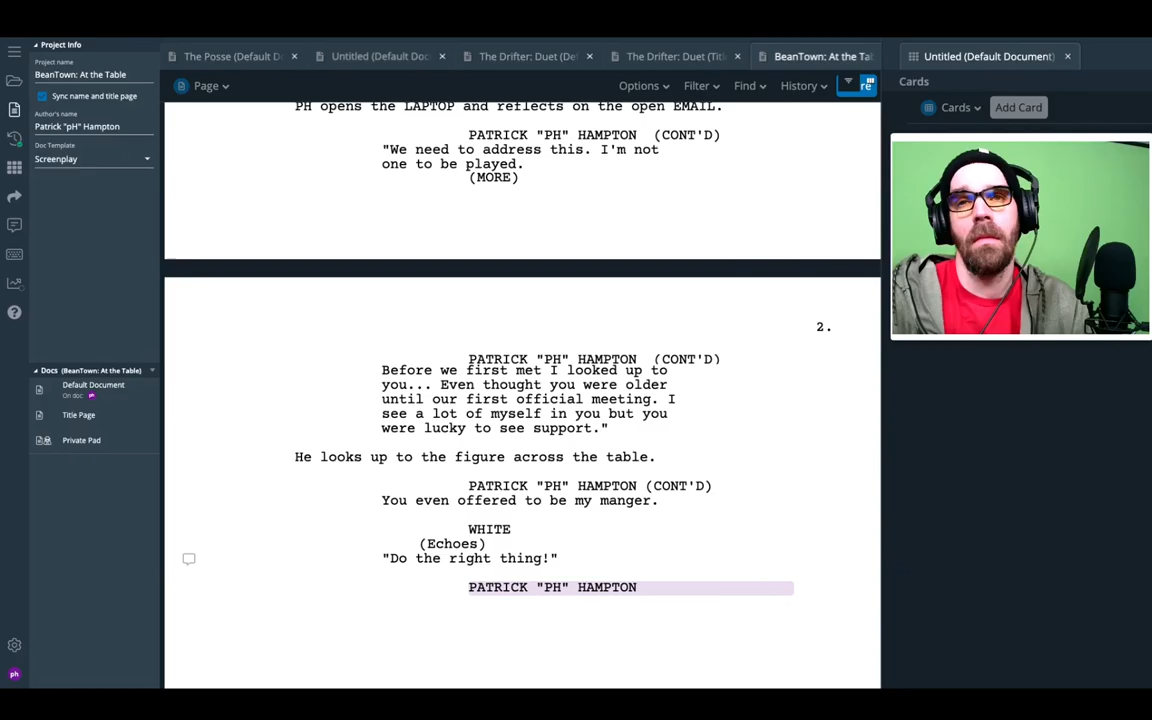 Project Info
Project name
BeanTown: At the Table
Sync name and title page
Author's name
Patrick "pH" Hampton
Doc Template
Screenplay
Docs (BeanTown: At the Table)
Default Document
On doc: ph
Title Page
Private Pad
ph
The Posse (Default D
Untitled (Default Doc
The Drifter: Duet (De
The Drifter: Duet (Titl
BeanTown: At the Ta
Page
Options
Filter
Find
History
re
PH opens the LAPTOP and reflects on the open EMAIL.
PATRICK "PH" HAMPTON (CONT'D)
"We need to address this. I'm not
one to be played.
(MORE)
2.
PATRICK "PH" HAMPTON (CONT'D)
Before we first met I looked up to
you... Even thought you were older
until our first official meeting. I
see a lot of myself in you but you
were lucky to see support."
He looks up to the figure across the table.
PATRICK "PH" HAMPTON (CONT'D)
You even offered to be my manger.
WHITE
(Echoes)
"Do the right thing!"
PATRICK "PH" HAMPTON
Untitled (Default Document)
Cards
Cards
Add Card